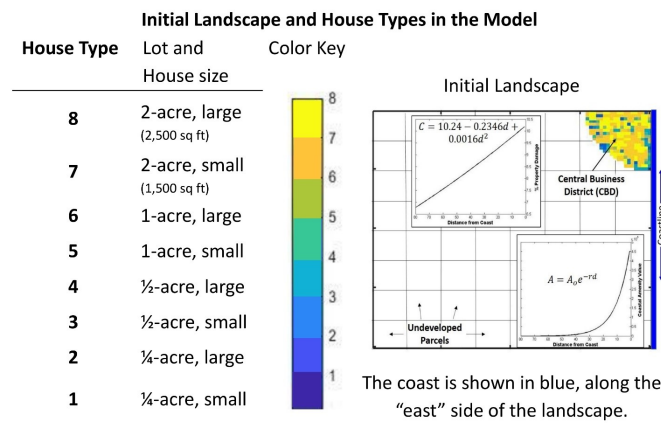 Initial Landscape and House Types in the Model
House Type
Lot and
House size
Color Key
8
2-acre, large
(2,500 sq ft)
7
2-acre, small
(1,500 sq ft)
6
1-acre, large
5
1-acre, small
4
½-acre, large
3
½-acre, small
2
¼-acre, large
1
¼-acre, small
8
7
6
5
4
3
2
1
Initial Landscape
C = 10.24 − 0.2346d +
0.0016d²
% Property Damage
Distance from Coast
Central Business
District (CBD)
Coastline
A = Aₒe⁻ʳᵈ
Coastal Amenity Value
Distance from Coast
Undeveloped
Parcels
The coast is shown in blue, along the
“east” side of the landscape.